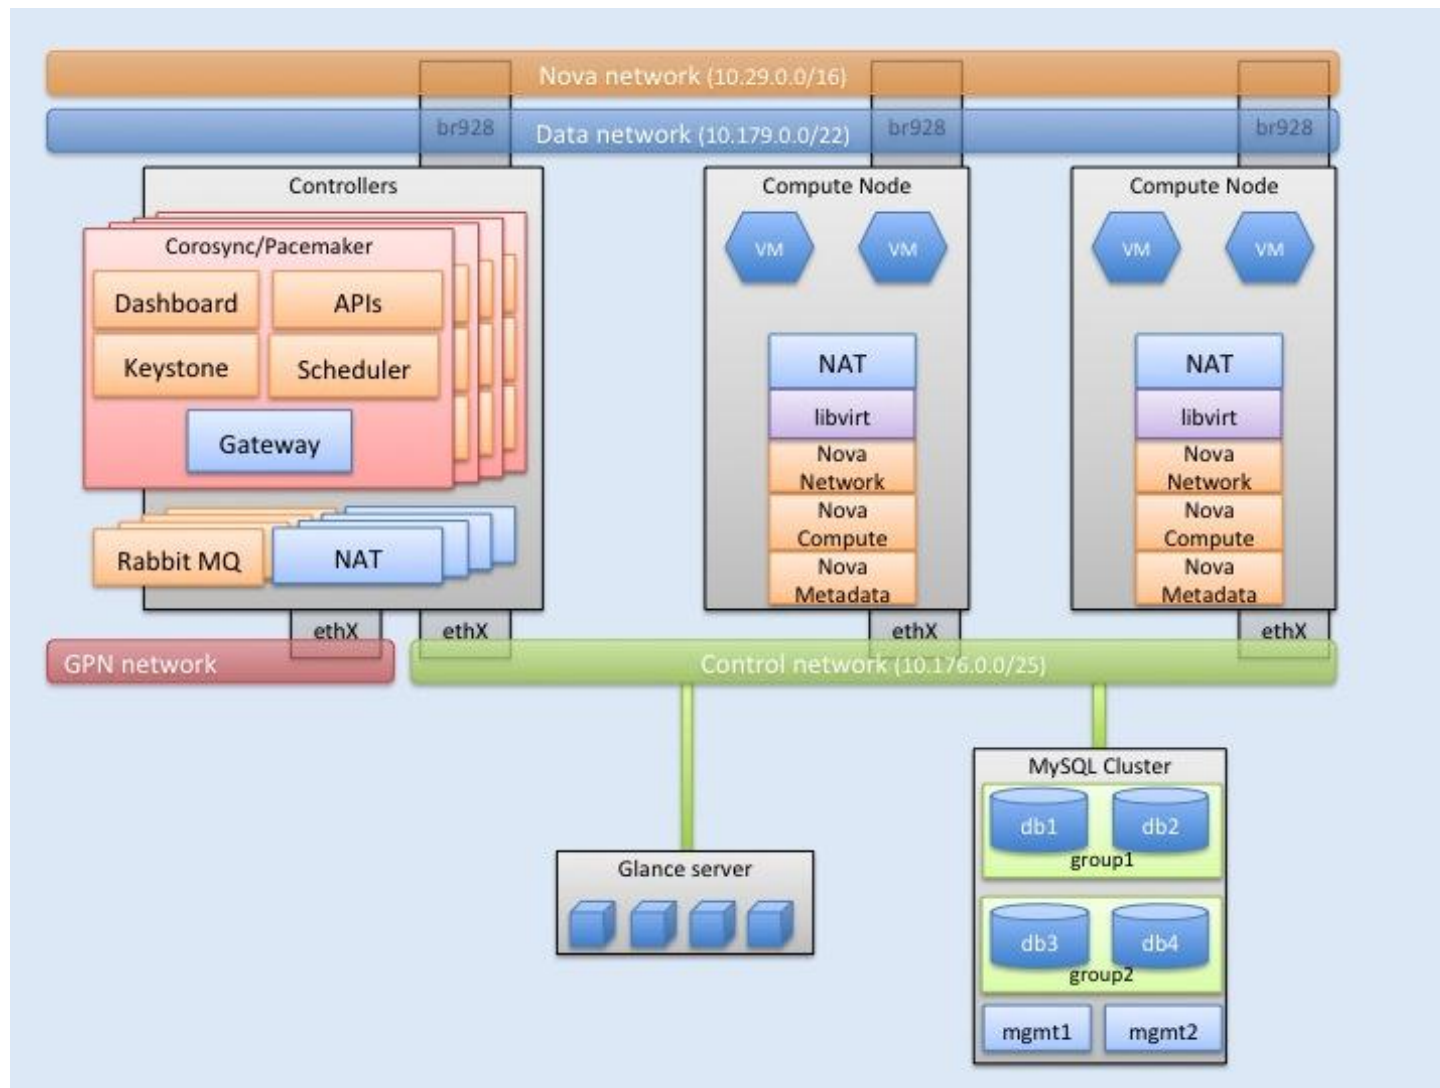 Nova network (10.29.0.0/16)
br928
Data network (10.179.0.0/22)
br928
br928
Controllers
Corosync/Pacemaker
Dashboard
APIs
Keystone
Scheduler
Gateway
Rabbit MQ
NAT
Compute Node
VM
VM
NAT
libvirt
Nova
Network
Nova
Compute
Nova
Metadata
Compute Node
VM
VM
NAT
libvirt
Nova
Network
Nova
Compute
Nova
Metadata
ethX
ethX
ethX
ethX
GPN network
Control network (10.176.0.0/25)
Glance server
MySQL Cluster
db1
db2
group1
db3
db4
group2
mgmt1
mgmt2